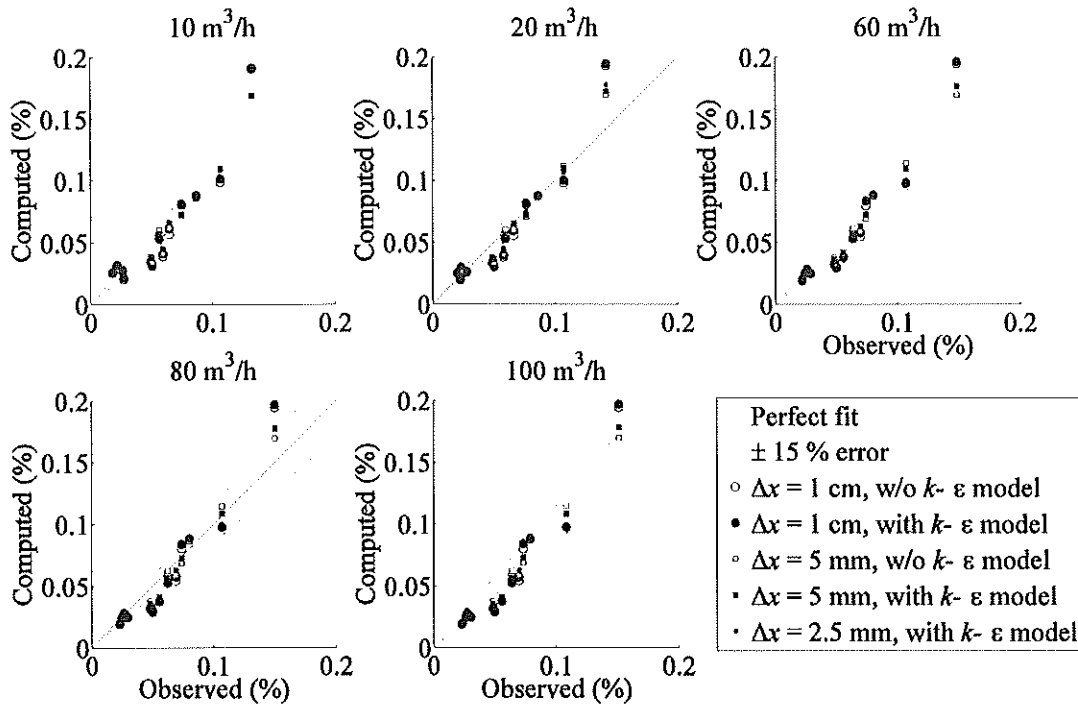 10 m³/h
20 m³/h
60 m³/h
Computed (%)
0.2
0.15
0.1
0.05
0
0
0.1
0.2
Computed (%)
0.2
0.15
0.1
0.05
0
0
0.1
0.2
Computed (%)
0.2
0.15
0.1
0.05
0
0
0.1
0.2
Observed (%)
80 m³/h
100 m³/h
Computed (%)
0.2
0.15
0.1
0.05
0
0
0.1
0.2
Observed (%)
Computed (%)
0.2
0.15
0.1
0.05
0
0
0.1
0.2
Observed (%)
Perfect fit
± 15 % error
Δx = 1 cm, w/o k- ε model
Δx = 1 cm, with k- ε model
Δx = 5 mm, w/o k- ε model
Δx = 5 mm, with k- ε model
Δx = 2.5 mm, with k- ε model